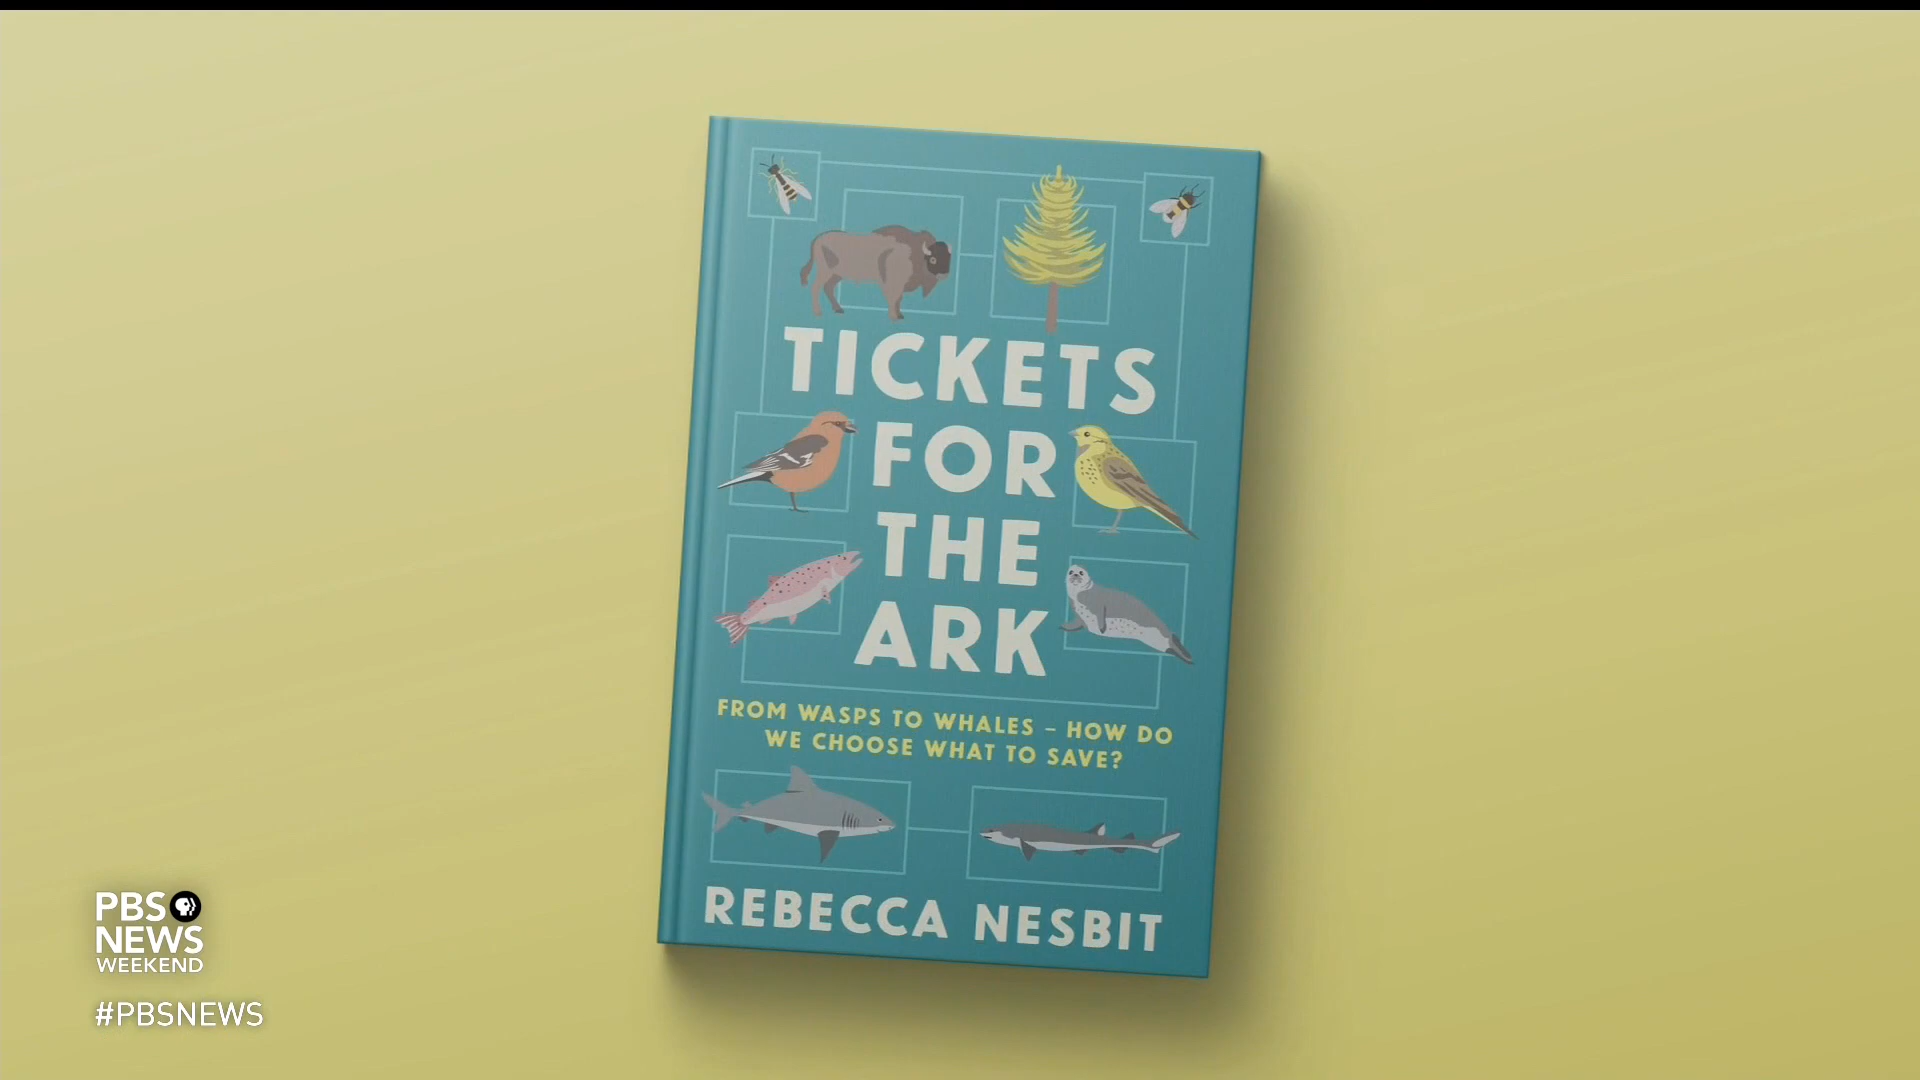 TICKETS
FOR
THE
ARK
FROM WASPS TO WHALES – HOW DO
WE CHOOSE WHAT TO SAVE?
REBECCA NESBIT
PBS
NEWS
WEEKEND
#PBSNEWS